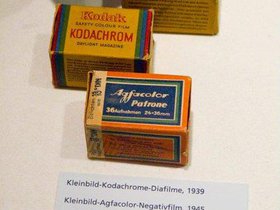 Kodak
SAFETY COLOUR FILM
KODACHROM
DAYLIGHT MAGAZINE
Agfacolor
Patrone
36 Aufnahmen 24×36mm
Kleinbild-Kodachrome-Diafilme, 1939
Kleinbild-Agfacolor-Negativfilm, 1945